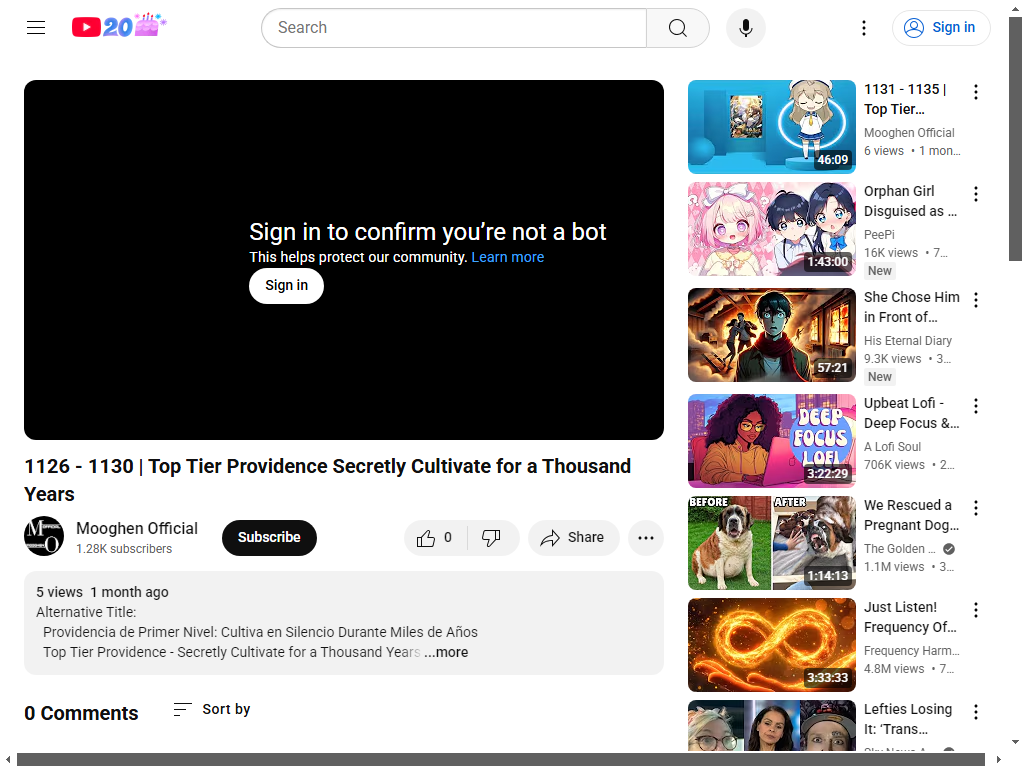 20
Search
Sign in
Sign in to confirm you’re not a bot
This helps protect our community. Learn more
Sign in
1126 - 1130 | Top Tier Providence Secretly Cultivate for a Thousand
Years
Mooghen Official
1.28K subscribers
Subscribe
0
Share
5 views 1 month ago
Alternative Title:
Providencia de Primer Nivel: Cultiva en Silencio Durante Miles de Años
Top Tier Providence - Secretly Cultivate for a Thousand Years ...more
0 Comments
Sort by
46:09
1131 - 1135 |
Top Tier…
Mooghen Official
6 views • 1 mon…
1:43:00
Orphan Girl
Disguised as …
PeePi
16K views • 7…
New
57:21
She Chose Him
in Front of…
His Eternal Diary
9.3K views • 3…
New
DEEP
FOCUS
LOFI
3:22:29
Upbeat Lofi -
Deep Focus &…
A Lofi Soul
706K views • 2…
BEFORE
AFTER
1:14:13
We Rescued a
Pregnant Dog…
The Golden …
1.1M views • 3…
3:33:33
Just Listen!
Frequency Of…
Frequency Harm…
4.8M views • 7…
Lefties Losing
It: ‘Trans…